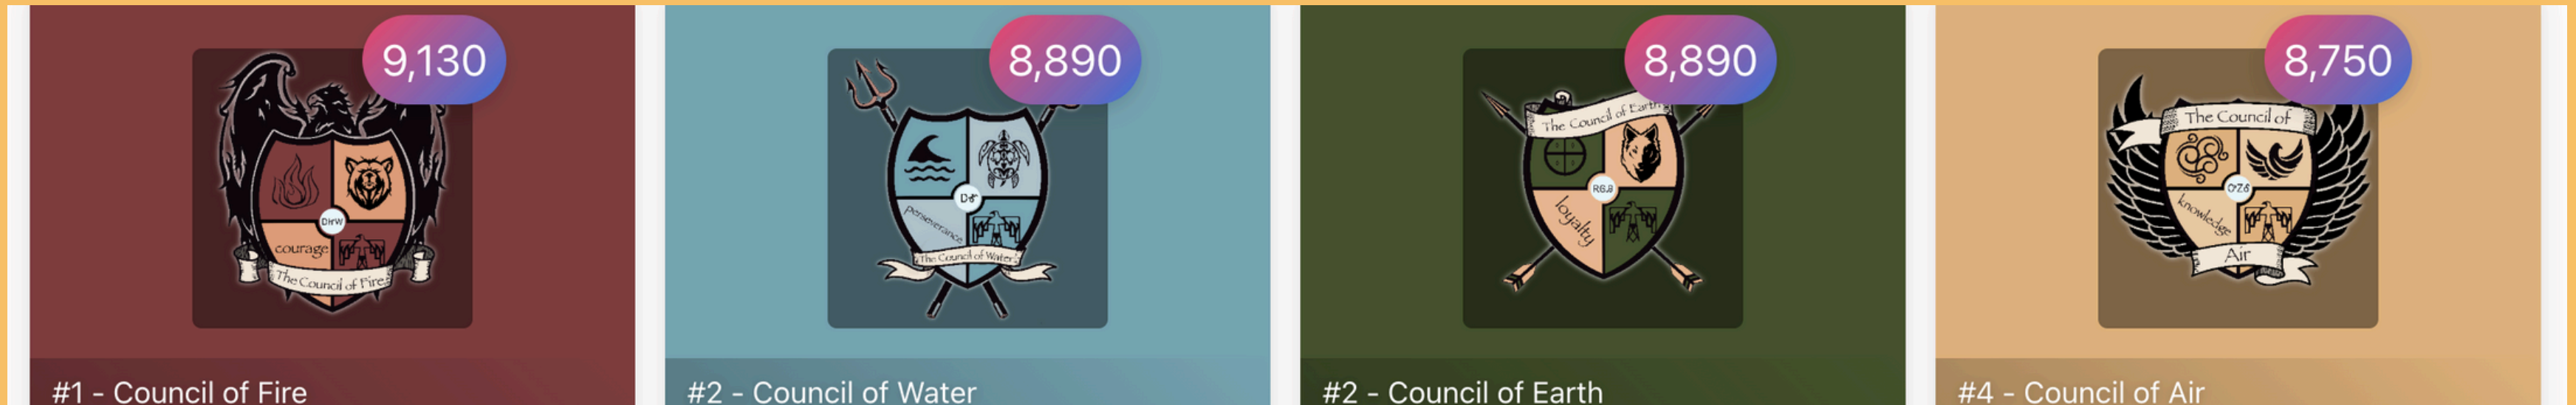 9,130
courage
The Council of Fire
#1 - Council of Fire
8,890
perseverance
The Council of Water
#2 - Council of Water
8,890
The Council of Earth
loyalty
#2 - Council of Earth
8,750
The Council of
knowledge
Air
#4 - Council of Air